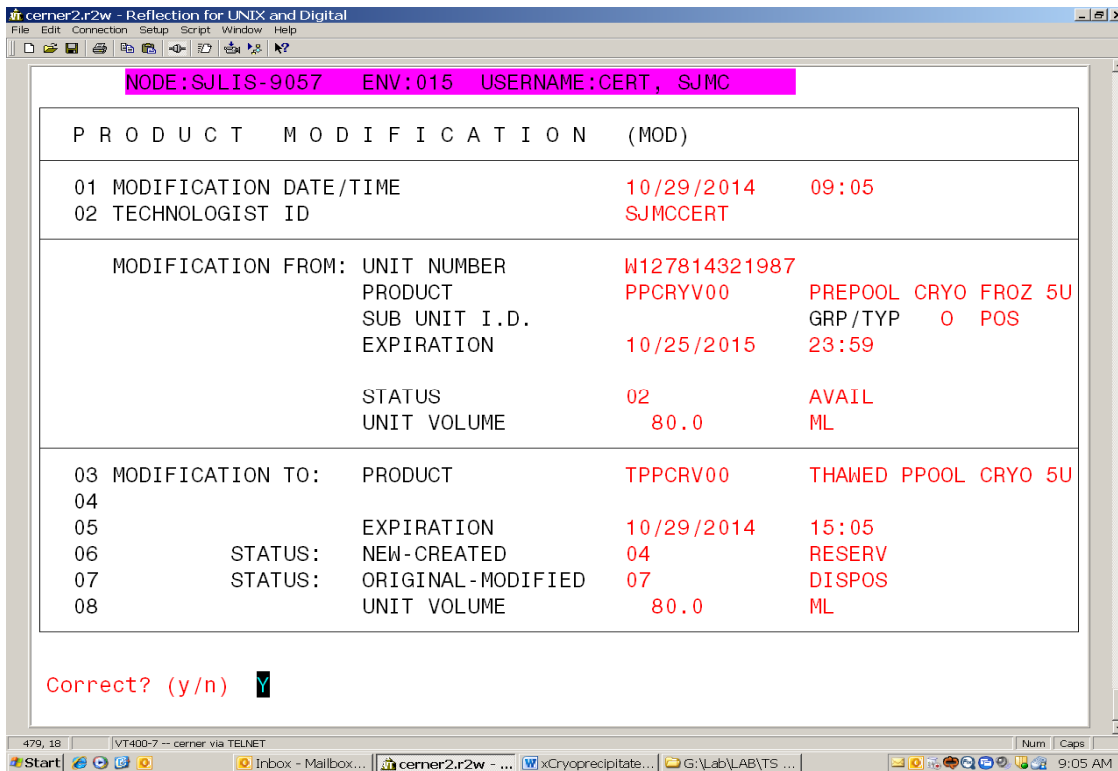 cerner2.r2w - Reflection for UNIX and Digital
File Edit Connection Setup Script Window Help
NODE:SJLIS-9057 ENV:015 USERNAME:CERT, SJMC
P R O D U C T M O D I F I C A T I O N (MOD)
01 MODIFICATION DATE/TIME 10/29/2014 09:05
02 TECHNOLOGIST ID SJMCCERT
MODIFICATION FROM: UNIT NUMBER W127814321987
PRODUCT PPCRYV00 PREPOOL CRYO FROZ 5U
SUB UNIT I.D. GRP/TYP O POS
EXPIRATION 10/25/2015 23:59
STATUS 02 AVAIL
UNIT VOLUME 80.0 ML
03 MODIFICATION TO: PRODUCT TPPCRV00 THAWED PPOOL CRYO 5U
04
05 EXPIRATION 10/29/2014 15:05
06 STATUS: NEW-CREATED 04 RESERV
07 STATUS: ORIGINAL-MODIFIED 07 DISPOS
08 UNIT VOLUME 80.0 ML
Correct? (y/n) Y
479, 18 VT400-7 -- cerner via TELNET Num Caps
Start Inbox - Mailbox... cerner2.r2w - ... xCryoprecipitate... G:\Lab\LAB\TS ... 9:05 AM